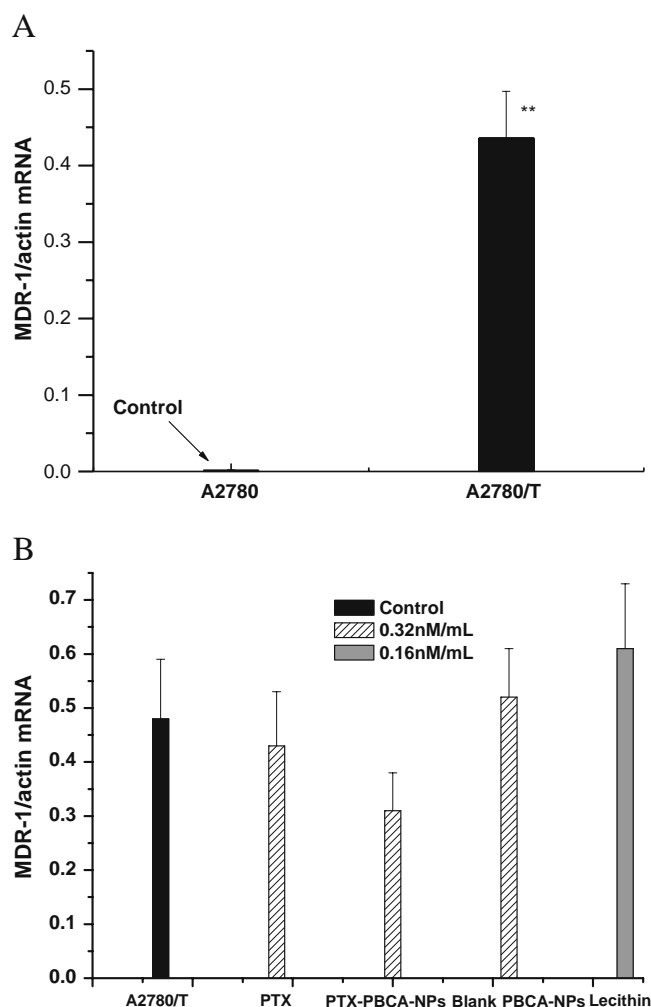 A
MDR-1/actin mRNA
0.5
0.4
0.3
0.2
0.1
0.0
**
Control
A2780
A2780/T
B
MDR-1/actin mRNA
0.7
0.6
0.5
0.4
0.3
0.2
0.1
0.0
Control
0.32nM/mL
0.16nM/mL
A2780/T
PTX
PTX-PBCA-NPs
Blank PBCA-NPs
Lecithin